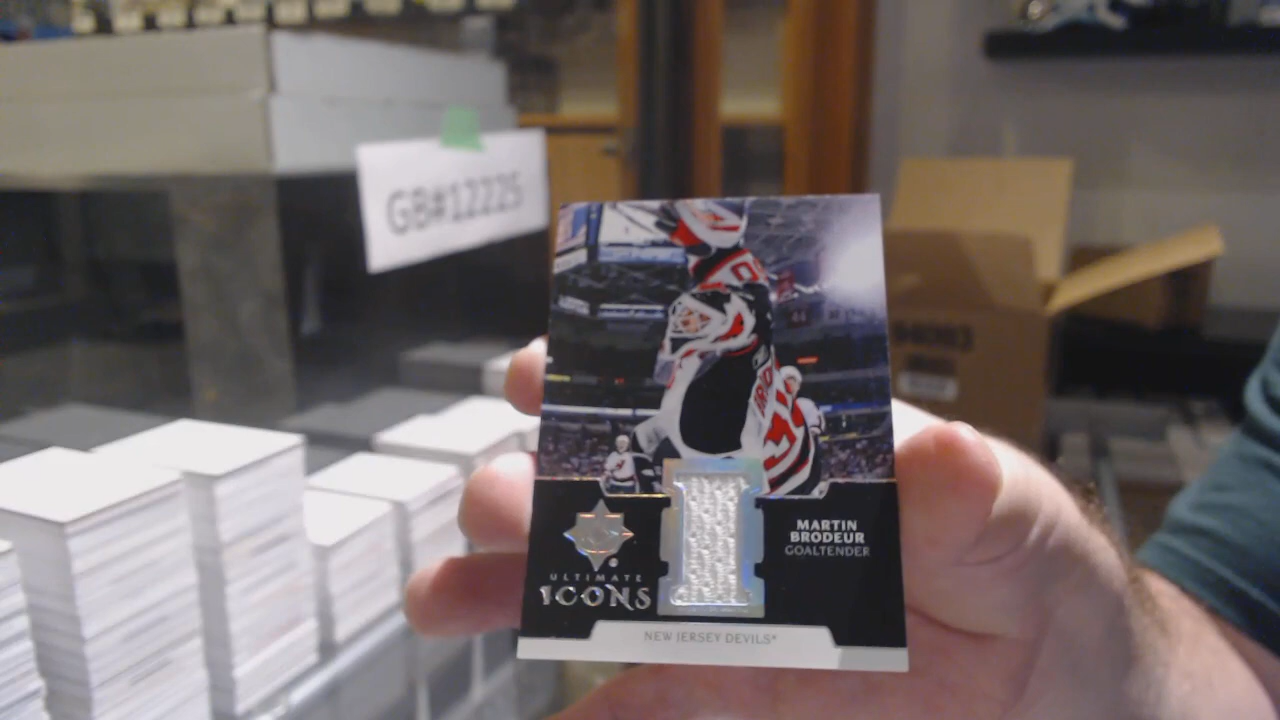 GB#12225
MARTIN
BRODEUR
GOALTENDER
ULTIMATE
ICONS
NEW JERSEY DEVILS*